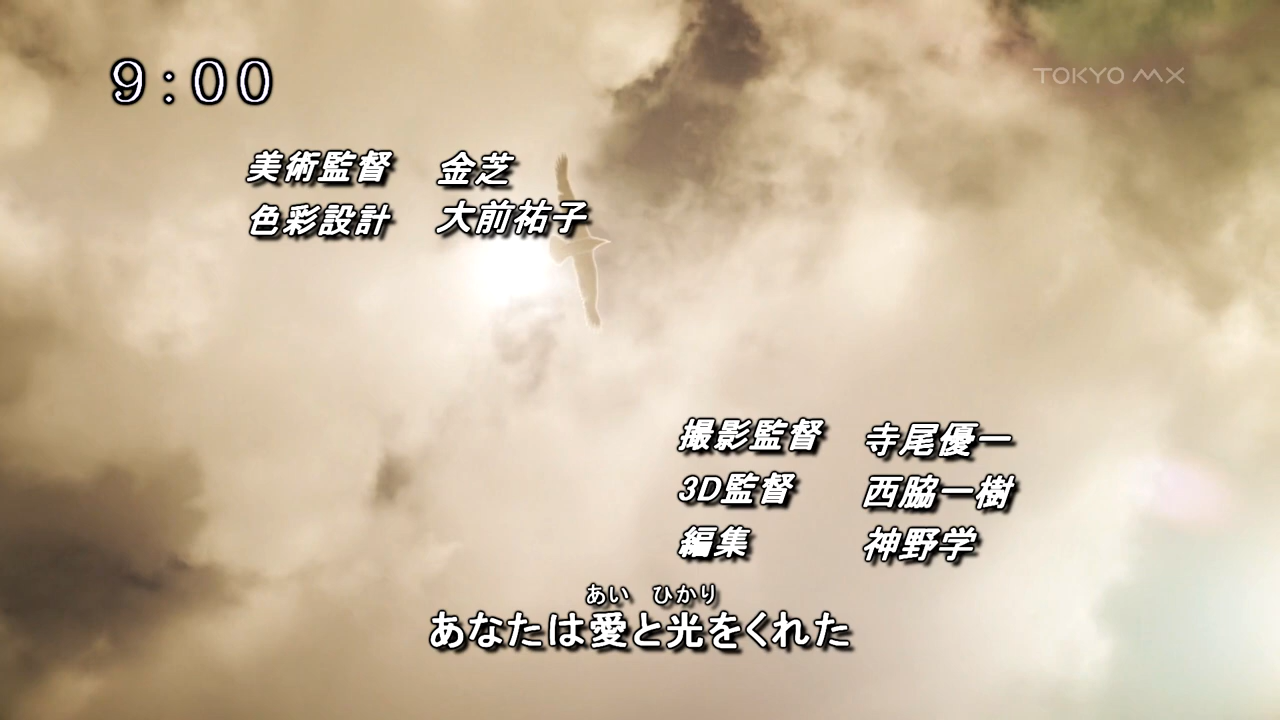 9:00
TOKYO MX
美術監督 金芝
色彩設計 大前祐子
撮影監督 寺尾優一
3D監督 西脇一樹
編集 神野学
あい ひかり
あなたは愛と光をくれた